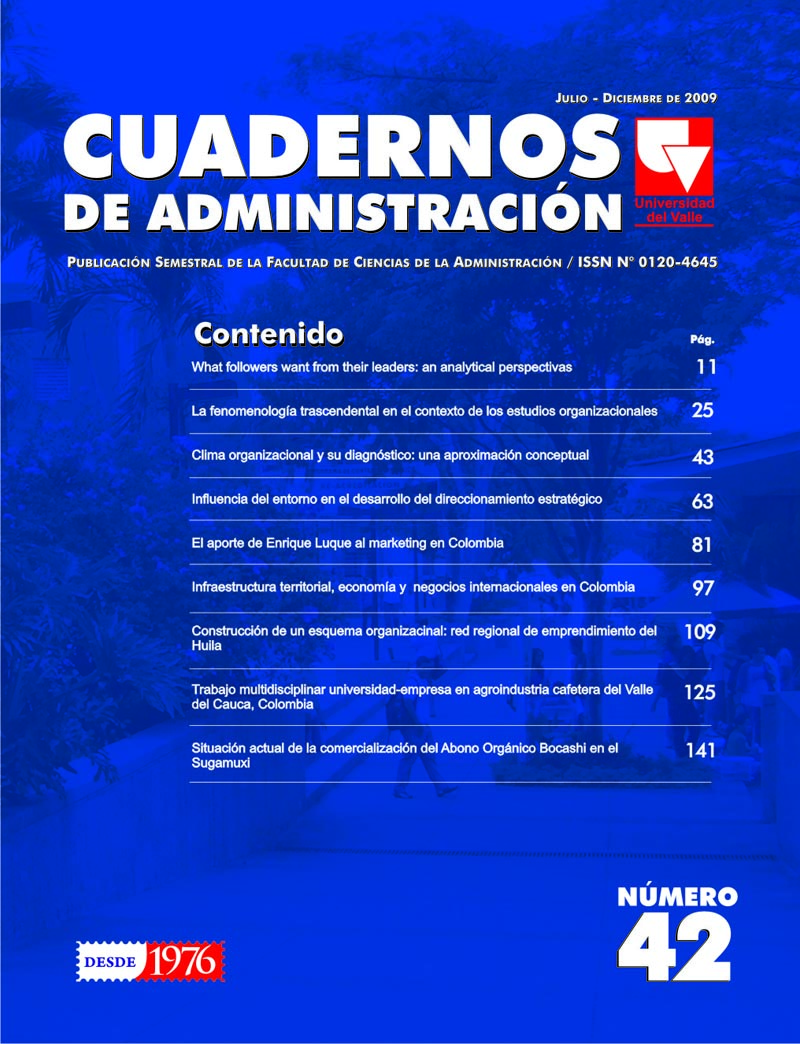 JULIO - DICIEMBRE DE 2009
CUADERNOS
DE ADMINISTRACIÓN
Universidad
del Valle
PUBLICACIÓN SEMESTRAL DE LA FACULTAD DE CIENCIAS DE LA ADMINISTRACIÓN / ISSN N° 0120-4645
Contenido
Pág.
What followers want from their leaders: an analytical perspectives 11
La fenomenología trascendental en el contexto de los estudios organizacionales 25
Clima organizacional y su diagnóstico: una aproximación conceptual 43
Influencia del entorno en el desarrollo del direccionamiento estratégico 63
El aporte de Enrique Luque al marketing en Colombia 81
Infraestructura territorial, economía y negocios internacionales en Colombia 97
Construcción de un esquema organizacinal: red regional de emprendimiento del 109
Huila
Trabajo multidisciplinar universidad-empresa en agroindustria cafetera del Valle 125
del Cauca, Colombia
Situación actual de la comercialización del Abono Orgánico Bocashi en el 141
Sugamuxi
NÚMERO
42
DESDE 1976